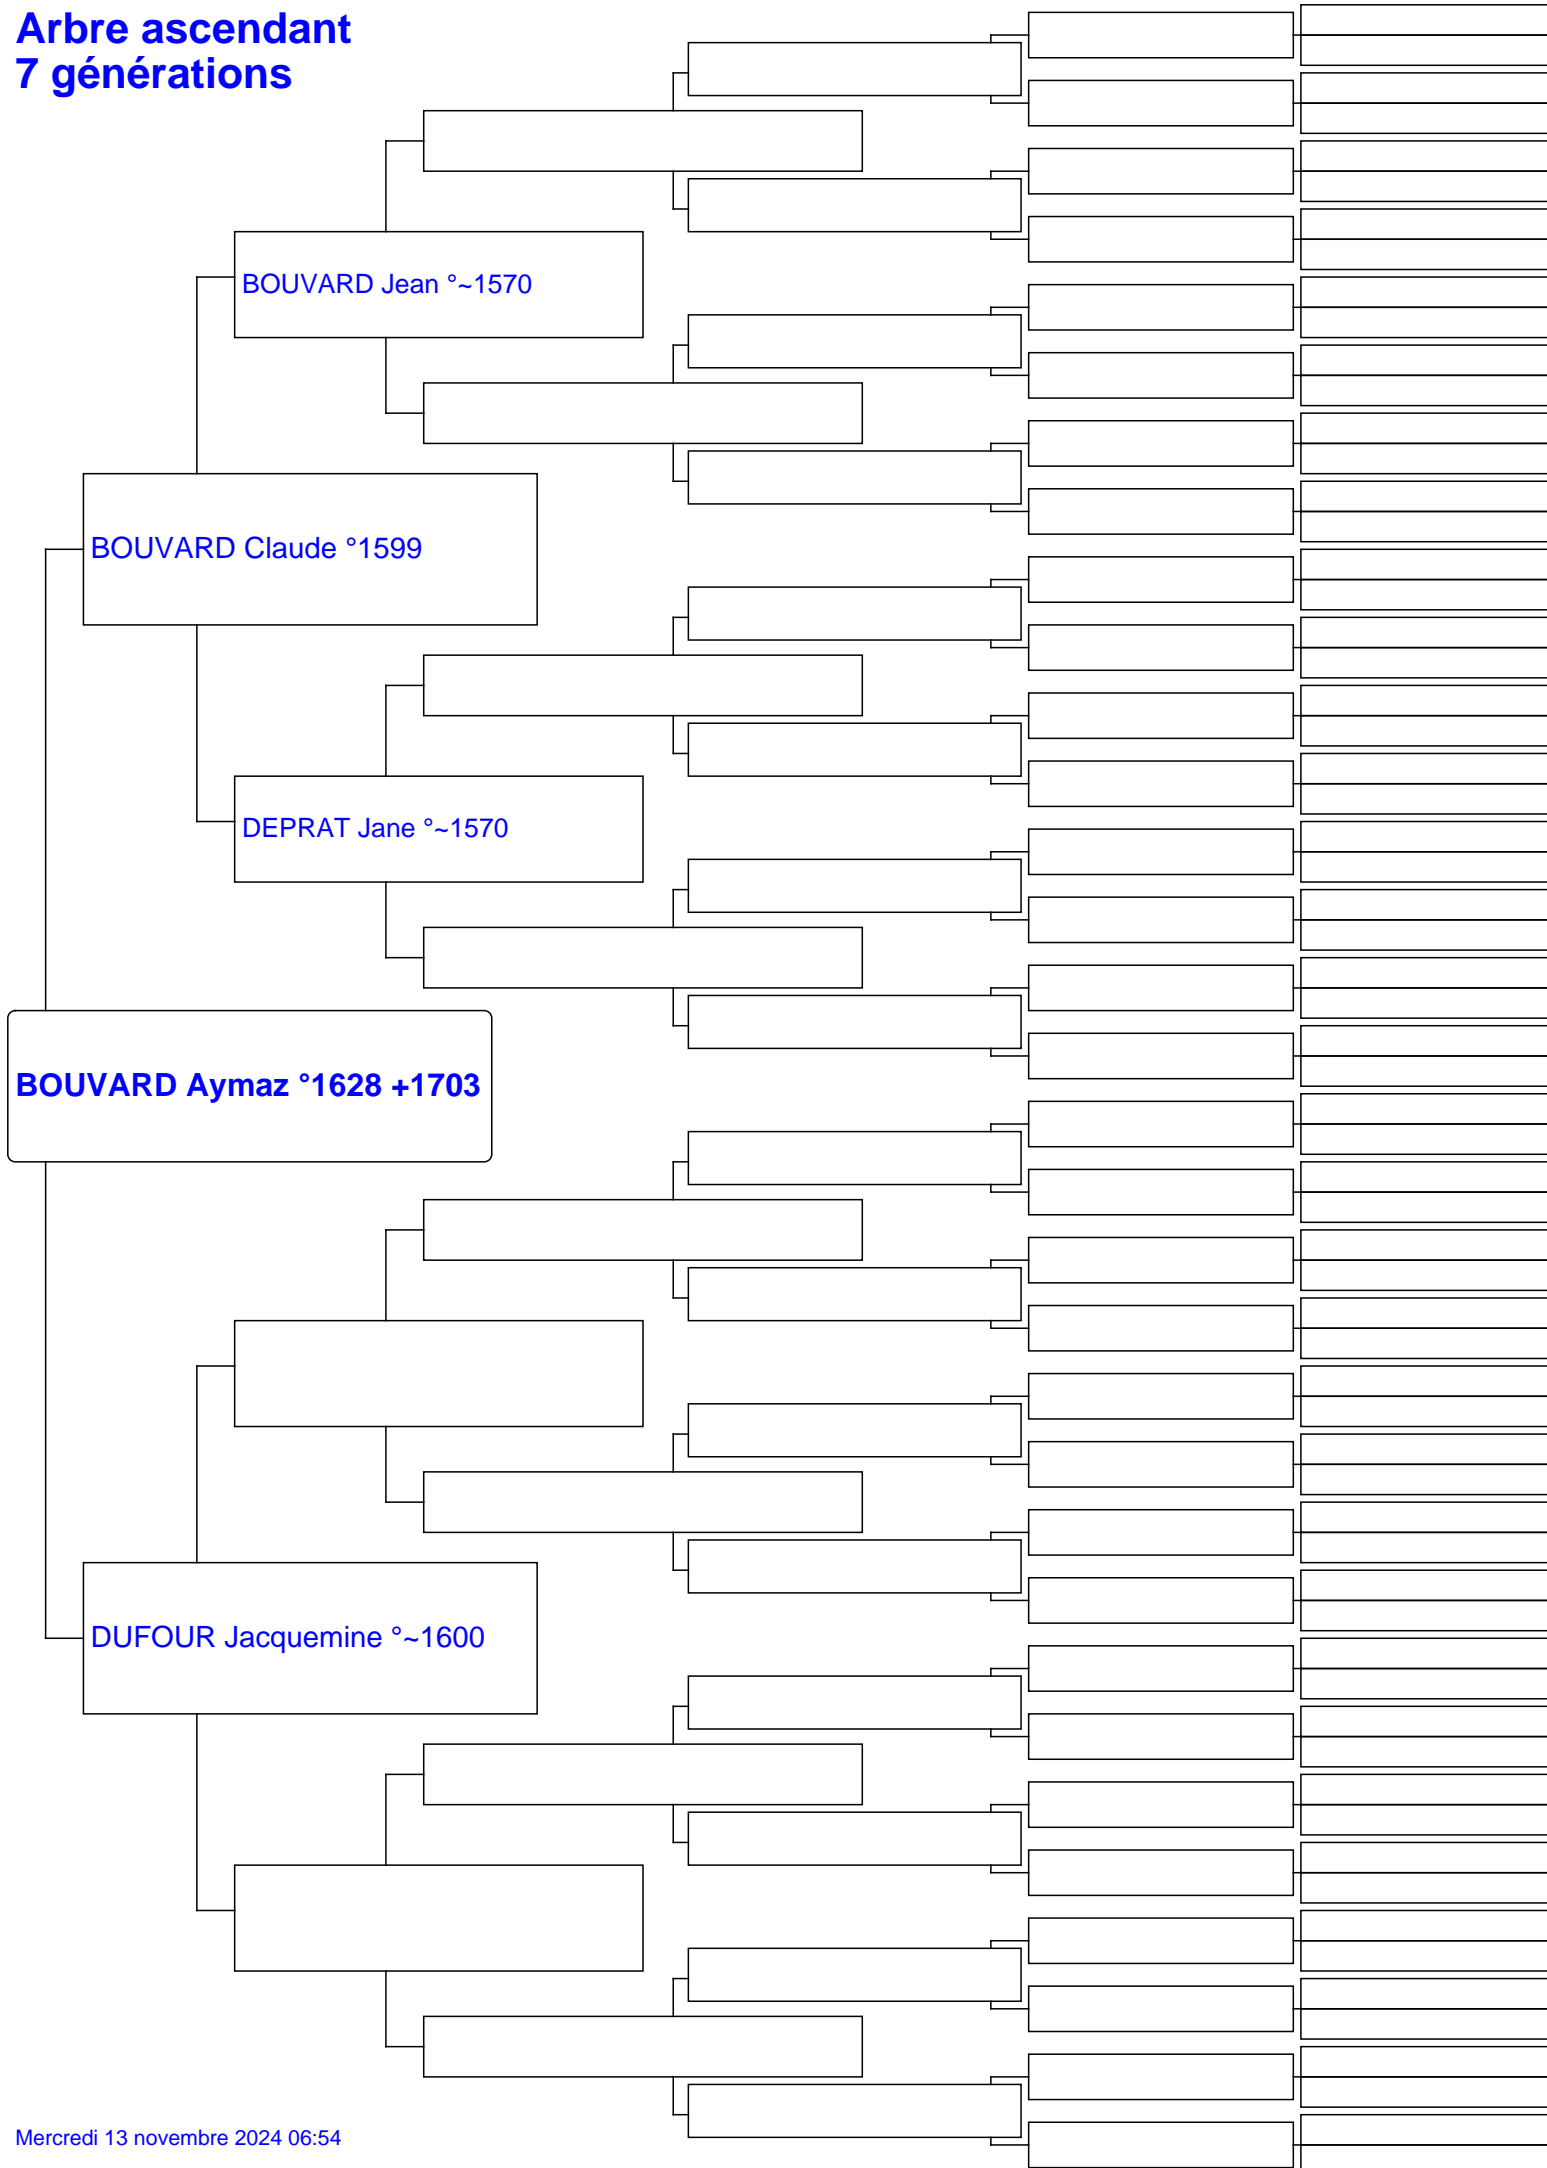 Arbre ascendant
7 générations
BOUVARD Jean °~1570
BOUVARD Claude °1599
DEPRAT Jane °~1570
BOUVARD Aymaz °1628 +1703
DUFOUR Jacquemine °~1600
Mercredi 13 novembre 2024 06:54